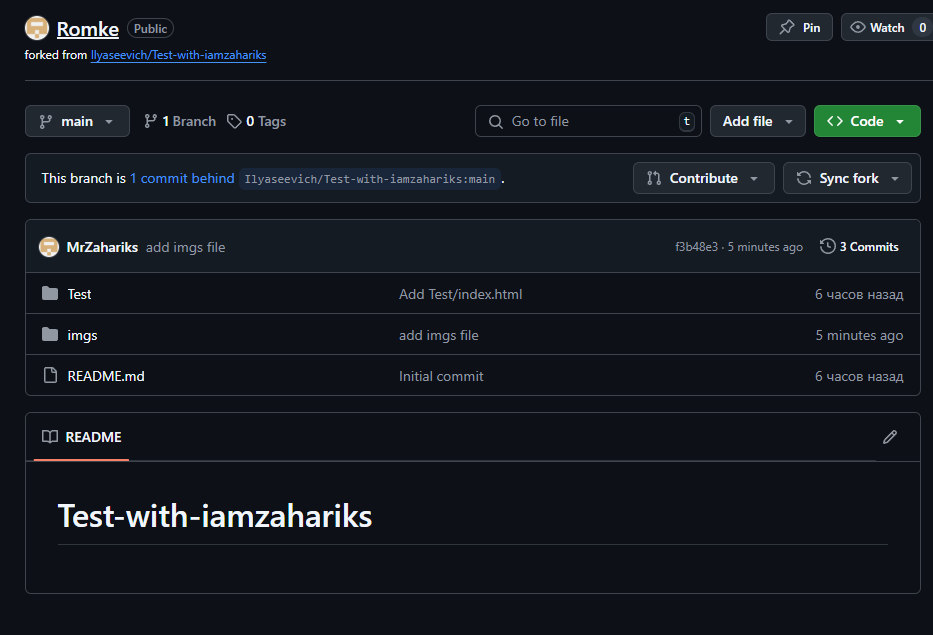 Romke Public Pin Watch 0
forked from Ilyaseevich/Test-with-iamzahariks
main 1 Branch 0 Tags Go to file t Add file Code
This branch is 1 commit behind Ilyaseevich/Test-with-iamzahariks:main . Contribute Sync fork
MrZahariks add imgs file f3b48e3 · 5 minutes ago 3 Commits
Test Add Test/index.html 6 часов назад
imgs add imgs file 5 minutes ago
README.md Initial commit 6 часов назад
README
Test-with-iamzahariks